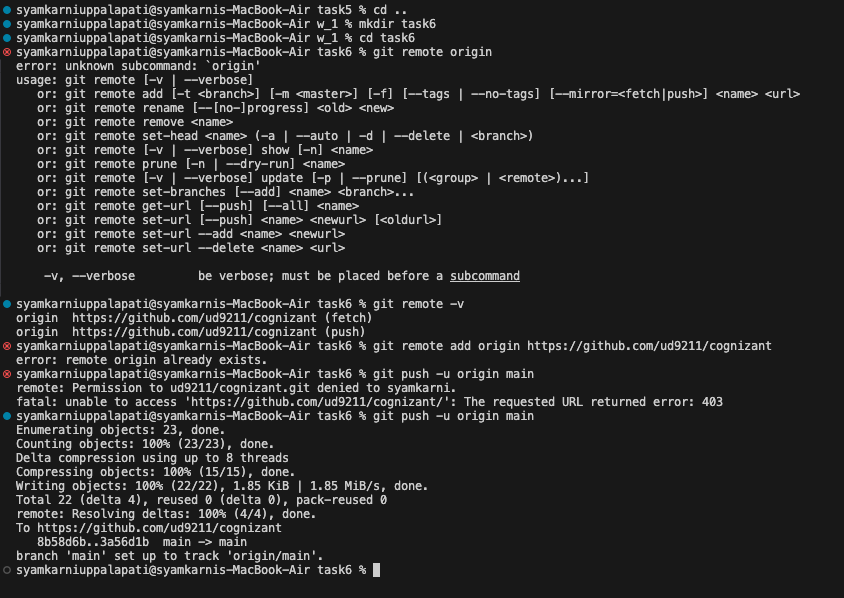 syamkarniuppalapati@syamkarnis-MacBook-Air task5 % cd ..
syamkarniuppalapati@syamkarnis-MacBook-Air w_1 % mkdir task6
syamkarniuppalapati@syamkarnis-MacBook-Air w_1 % cd task6
syamkarniuppalapati@syamkarnis-MacBook-Air task6 % git remote origin
error: unknown subcommand: `origin'
usage: git remote [-v | --verbose]
   or: git remote add [-t <branch>] [-m <master>] [-f] [--tags | --no-tags] [--mirror=<fetch|push>] <name> <url>
   or: git remote rename [--[no-]progress] <old> <new>
   or: git remote remove <name>
   or: git remote set-head <name> (-a | --auto | -d | --delete | <branch>)
   or: git remote [-v | --verbose] show [-n] <name>
   or: git remote prune [-n | --dry-run] <name>
   or: git remote [-v | --verbose] update [-p | --prune] [(<group> | <remote>)...]
   or: git remote set-branches [--add] <name> <branch>...
   or: git remote get-url [--push] [--all] <name>
   or: git remote set-url [--push] <name> <newurl> [<oldurl>]
   or: git remote set-url --add <name> <newurl>
   or: git remote set-url --delete <name> <url>
    -v, --verbose         be verbose; must be placed before a subcommand
syamkarniuppalapati@syamkarnis-MacBook-Air task6 % git remote -v
origin  https://github.com/ud9211/cognizant (fetch)
origin  https://github.com/ud9211/cognizant (push)
syamkarniuppalapati@syamkarnis-MacBook-Air task6 % git remote add origin https://github.com/ud9211/cognizant
error: remote origin already exists.
syamkarniuppalapati@syamkarnis-MacBook-Air task6 % git push -u origin main
remote: Permission to ud9211/cognizant.git denied to syamkarni.
fatal: unable to access 'https://github.com/ud9211/cognizant/': The requested URL returned error: 403
syamkarniuppalapati@syamkarnis-MacBook-Air task6 % git push -u origin main
Enumerating objects: 23, done.
Counting objects: 100% (23/23), done.
Delta compression using up to 8 threads
Compressing objects: 100% (15/15), done.
Writing objects: 100% (22/22), 1.85 KiB | 1.85 MiB/s, done.
Total 22 (delta 4), reused 0 (delta 0), pack-reused 0
remote: Resolving deltas: 100% (4/4), done.
To https://github.com/ud9211/cognizant
   8b58d6b..3a56d1b  main -> main
branch 'main' set up to track 'origin/main'.
syamkarniuppalapati@syamkarnis-MacBook-Air task6 %